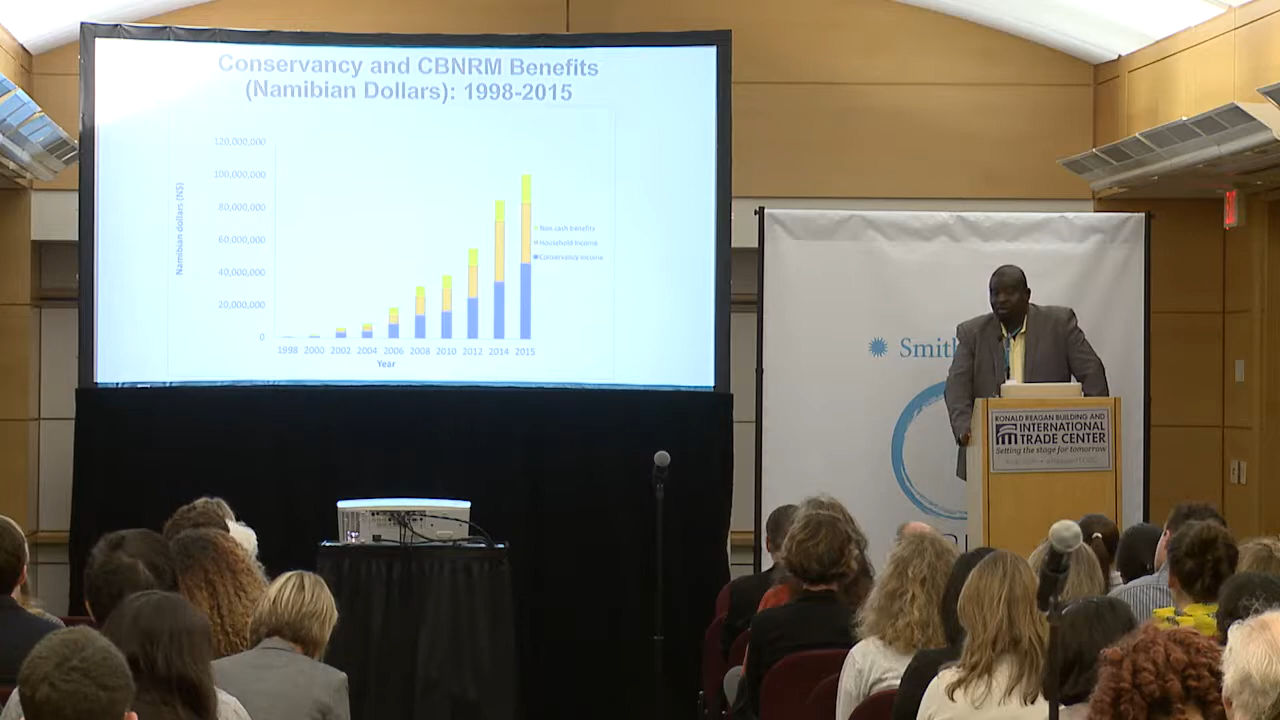 Conservancy and CBNRM Benefits
(Namibian Dollars): 1998-2015
120,000,000
100,000,000
80,000,000
60,000,000
40,000,000
20,000,000
0
Namibian dollars (N$)
Non cash benefits
Household income
Conservancy income
1998 2000 2002 2004 2006 2008 2010 2012 2014 2015
Year
RONALD REAGAN BUILDING AND
INTERNATIONAL
TRADE CENTER
Setting the stage for tomorrow